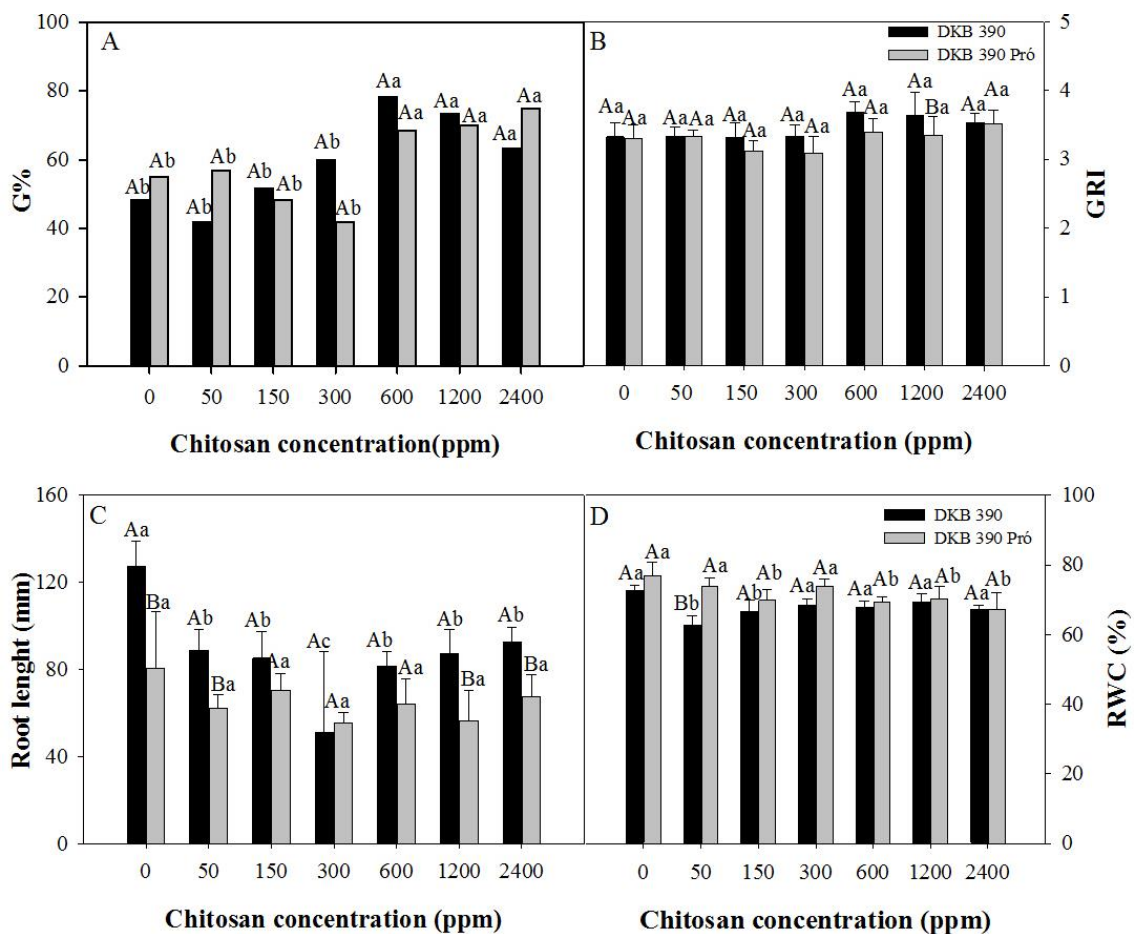 A
B
DKB 390
DKB 390 Pró
100
80
60
40
20
0
G%
Ab Ab Ab Ab Ab Ab Ab Ab Aa Aa Aa Aa Aa Aa
0 50 150 300 600 1200 2400
Chitosan concentration(ppm)
Aa Aa Aa Aa Aa Aa Aa Aa Aa Aa Aa Ba Aa Aa
5
4
3
2
1
0
GRI
0 50 150 300 600 1200 2400
Chitosan concentration (ppm)
C
160
120
80
40
0
Root lenght (mm)
Aa Ba Ab Ba Ab Aa Ac Aa Ab Aa Ab Ba Ab Ba
0 50 150 300 600 1200 2400
Chitosan concentration (ppm)
D
DKB 390
DKB 390 Pró
Aa Aa Bb Aa Ab Ab Aa Aa Aa Ab Aa Ab Aa Ab
100
80
60
40
20
0
RWC (%)
0 50 150 300 600 1200 2400
Chitosan concentration (ppm)